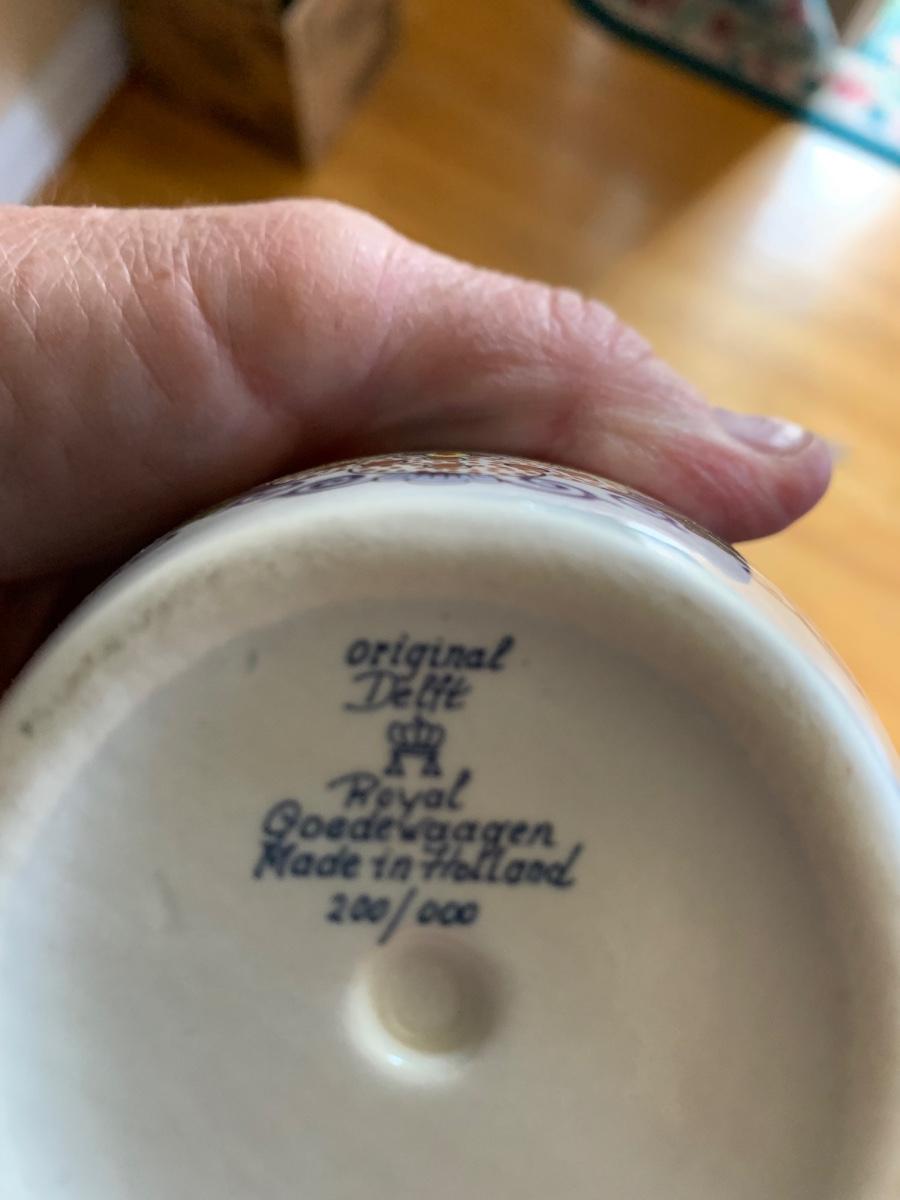 original
Delft
Royal
Goedewaagen
Made in Holland
200/000